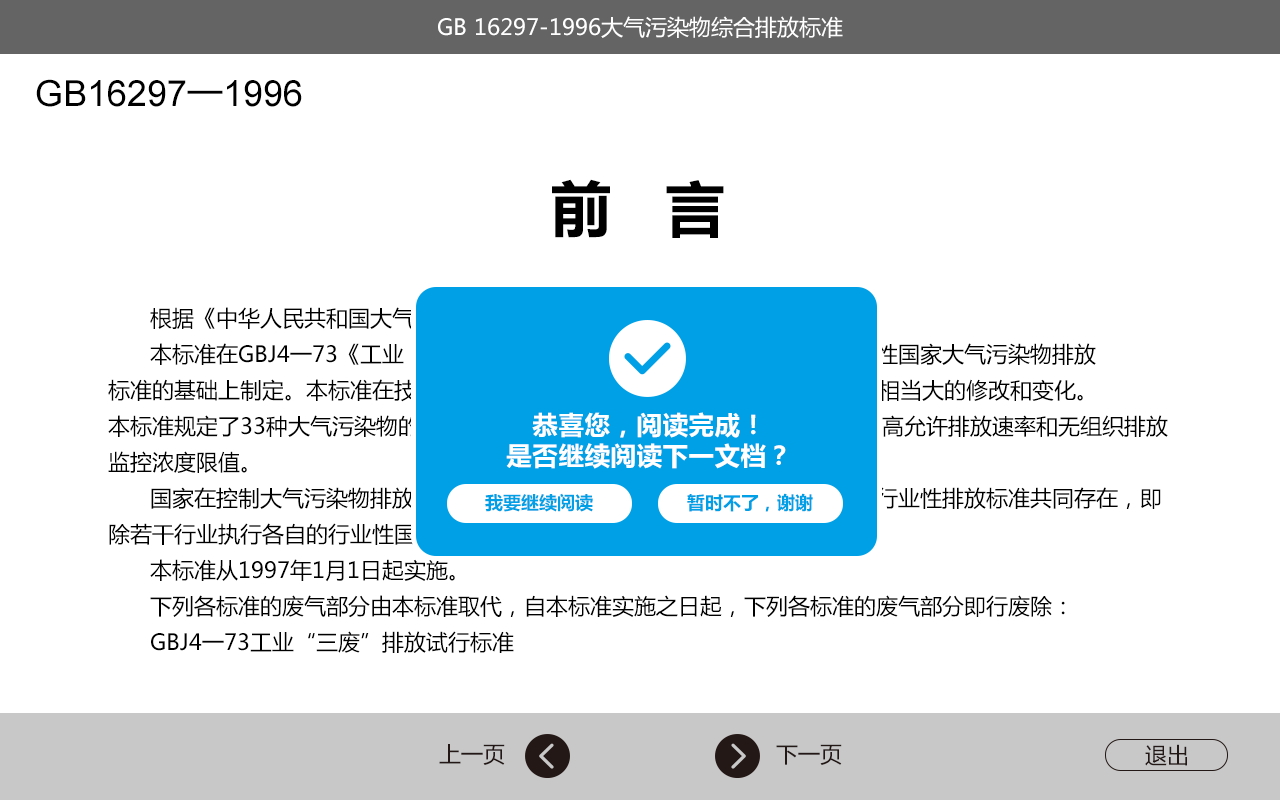 GB 16297-1996大气污染物综合排放标准
GB16297—1996
前 言
根据《中华人民共和国大气
本标准在GBJ4—73《工业
性国家大气污染物排放
标准的基础上制定。本标准在技
相当大的修改和变化。
本标准规定了33种大气污染物的
高允许排放速率和无组织排放
监控浓度限值。
国家在控制大气污染物排放
行业性排放标准共同存在，即
除若干行业执行各自的行业性国
本标准从1997年1月1日起实施。
下列各标准的废气部分由本标准取代，自本标准实施之日起，下列各标准的废气部分即行废除：
GBJ4—73工业“三废”排放试行标准
恭喜您，阅读完成！
是否继续阅读下一文档？
我要继续阅读 暂时不了，谢谢
上一页 下一页 退出